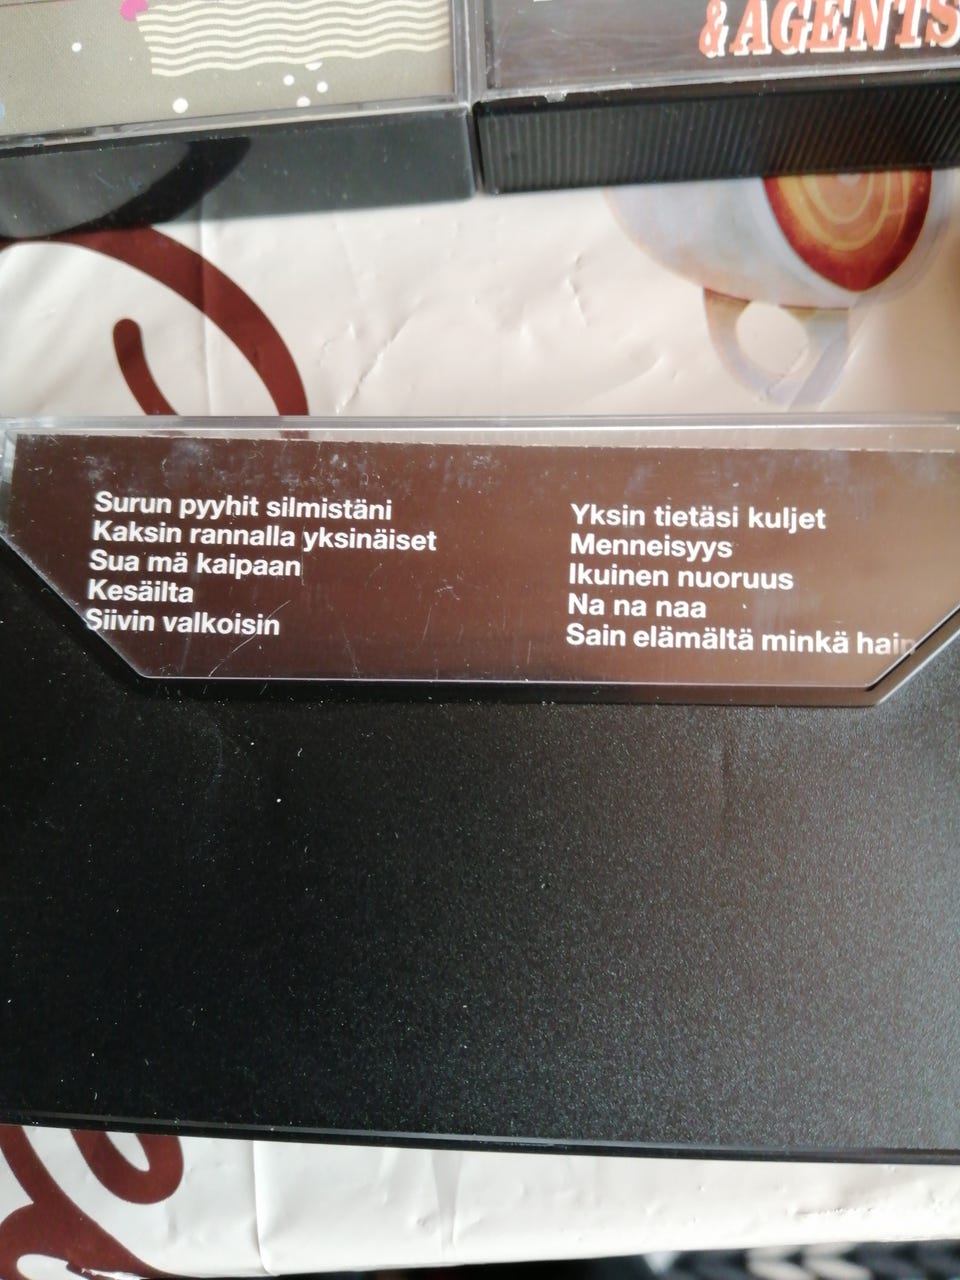 & AGENTS
Surun pyyhit silmistäni
Kaksin rannalla yksinäiset
Sua mä kaipaan
Kesäilta
Siivin valkoisin
Yksin tietäsi kuljet
Menneisyys
Ikuinen nuoruus
Na na naa
Sain elämältä minkä hain